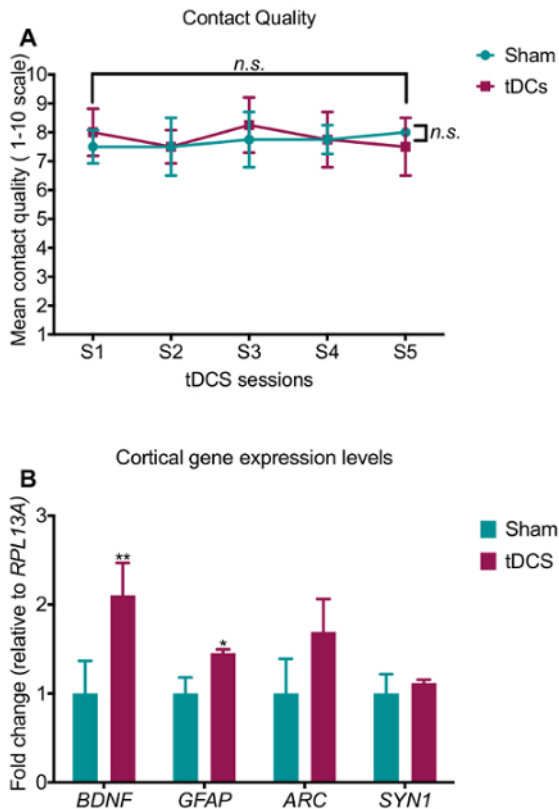 Contact Quality
A
Sham
tDCs
n.s.
n.s.
Mean contact quality ( 1-10 scale)
10
9
8
7
6
5
4
3
2
1
S1 S2 S3 S4 S5
tDCS sessions
Cortical gene expression levels
B
Sham
tDCS
Fold change (relative to RPL13A)
3
2
1
0
**
*
BDNF GFAP ARC SYN1